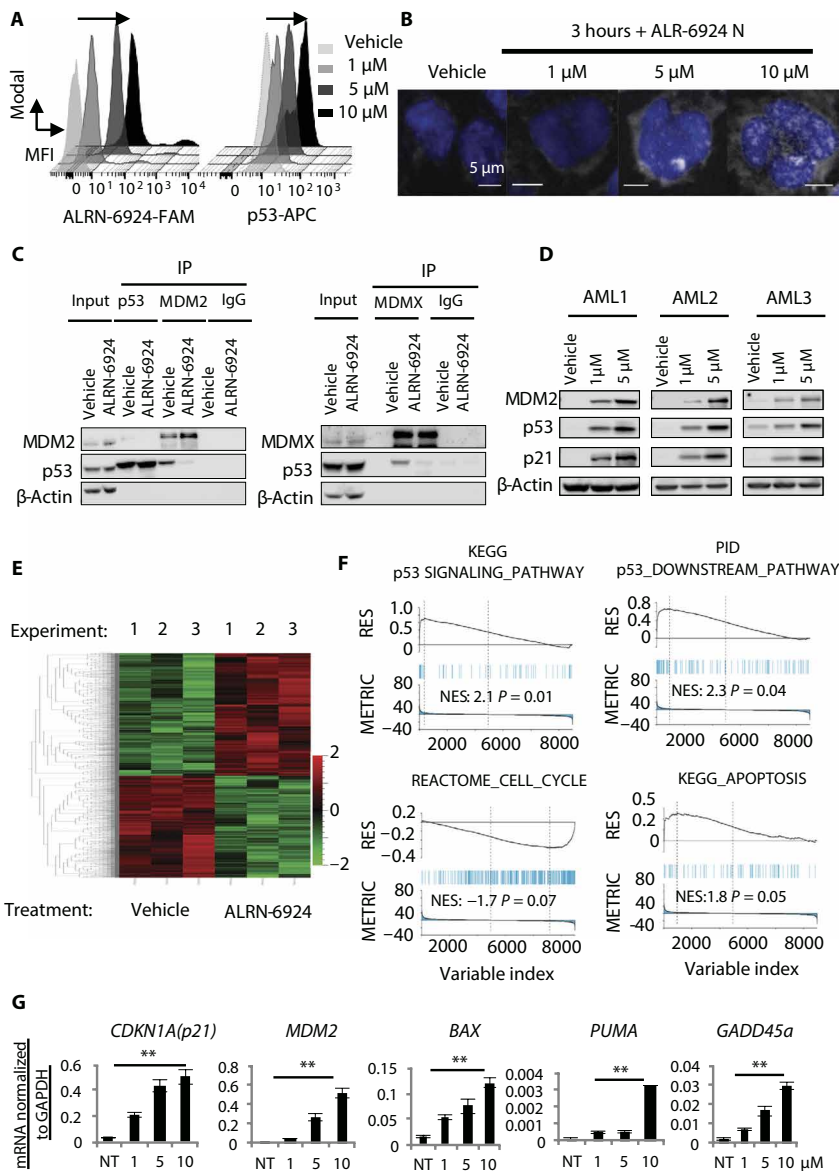 A
Vehicle
1 µM
5 µM
10 µM
Modal
MFI
0 10¹ 10² 10³ 10⁴
ALRN-6924-FAM
0 10¹ 10² 10³
p53-APC
B
3 hours + ALR-6924 N
Vehicle 1 µM 5 µM 10 µM
5 µm
C
IP
Input p53 MDM2 IgG
Vehicle ALRN-6924 Vehicle ALRN-6924 Vehicle ALRN-6924 Vehicle ALRN-6924
MDM2
p53
β-Actin
IP
Input MDMX IgG
Vehicle ALRN-6924 Vehicle ALRN-6924 Vehicle ALRN-6924
MDMX
p53
β-Actin
D
AML1 AML2 AML3
Vehicle 1 µM 5 µM Vehicle 1 µM 5 µM Vehicle 1 µM 5 µM
MDM2
p53
p21
β-Actin
E
Experiment: 1 2 3 1 2 3
2
0
−2
Treatment: Vehicle ALRN-6924
F
KEGG
p53 SIGNALING_PATHWAY
RES
1.0
0.5
0
METRIC
80
40
−40
NES: 2.1 P = 0.01
2000 5000 8000
PID
p53_DOWNSTREAM_PATHWAY
RES
0.8
0.4
0
METRIC
80
40
−40
NES: 2.3 P = 0.04
2000 5000 8000
REACTOME_CELL_CYCLE
RES
0.2
−0.2
−0.4
METRIC
80
40
−40
NES: −1.7 P = 0.07
2000 5000 8000
Variable index
KEGG_APOPTOSIS
RES
0.5
0.3
0
METRIC
80
40
-40
NES:1.8 P = 0.05
2000 5000 8000
Variable index
G
mRNA normalized
to GAPDH
CDKN1A(p21)
**
0.6
0.4
0.2
0
NT 1 5 10
MDM2
**
0.8
0.6
0.4
0.2
0
NT 1 5 10
BAX
**
0.15
0.1
0.05
0
NT 1 5 10
PUMA
**
0.004
0.003
0.002
0.001
0
NT 1 5 10
GADD45a
**
0.04
0.03
0.02
0.01
0
NT 1 5 10 µM